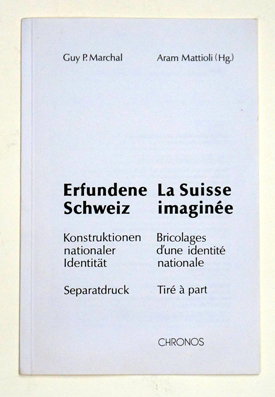 Guy P. Marchal
Aram Mattioli (Hg.)
Erfundene
Schweiz
La Suisse
imaginée
Konstruktionen
nationaler
Identität
Bricolages
d'une identité
nationale
Separatdruck
Tiré à part
CHRONOS